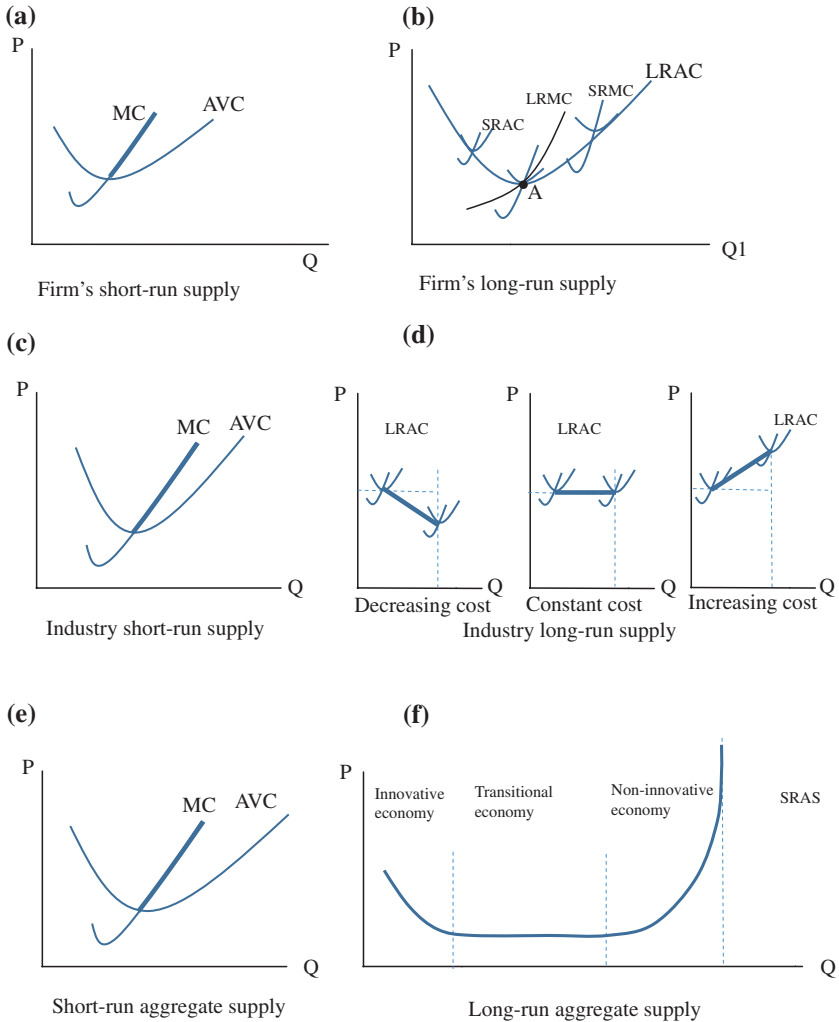 (a)
P
MC
AVC
Q
Firm's short-run supply
(b)
P
LRAC
SRMC
LRMC
SRAC
A
Q1
Firm's long-run supply
(c)
P
MC
AVC
Q
Industry short-run supply
(d)
P
LRAC
Q
Decreasing cost
P
LRAC
Q
Constant cost
P
LRAC
Q
Increasing cost
Industry long-run supply
(e)
P
MC
AVC
Q
Short-run aggregate supply
(f)
P
Innovative
economy
Transitional
economy
Non-innovative
economy
SRAS
Q
Long-run aggregate supply